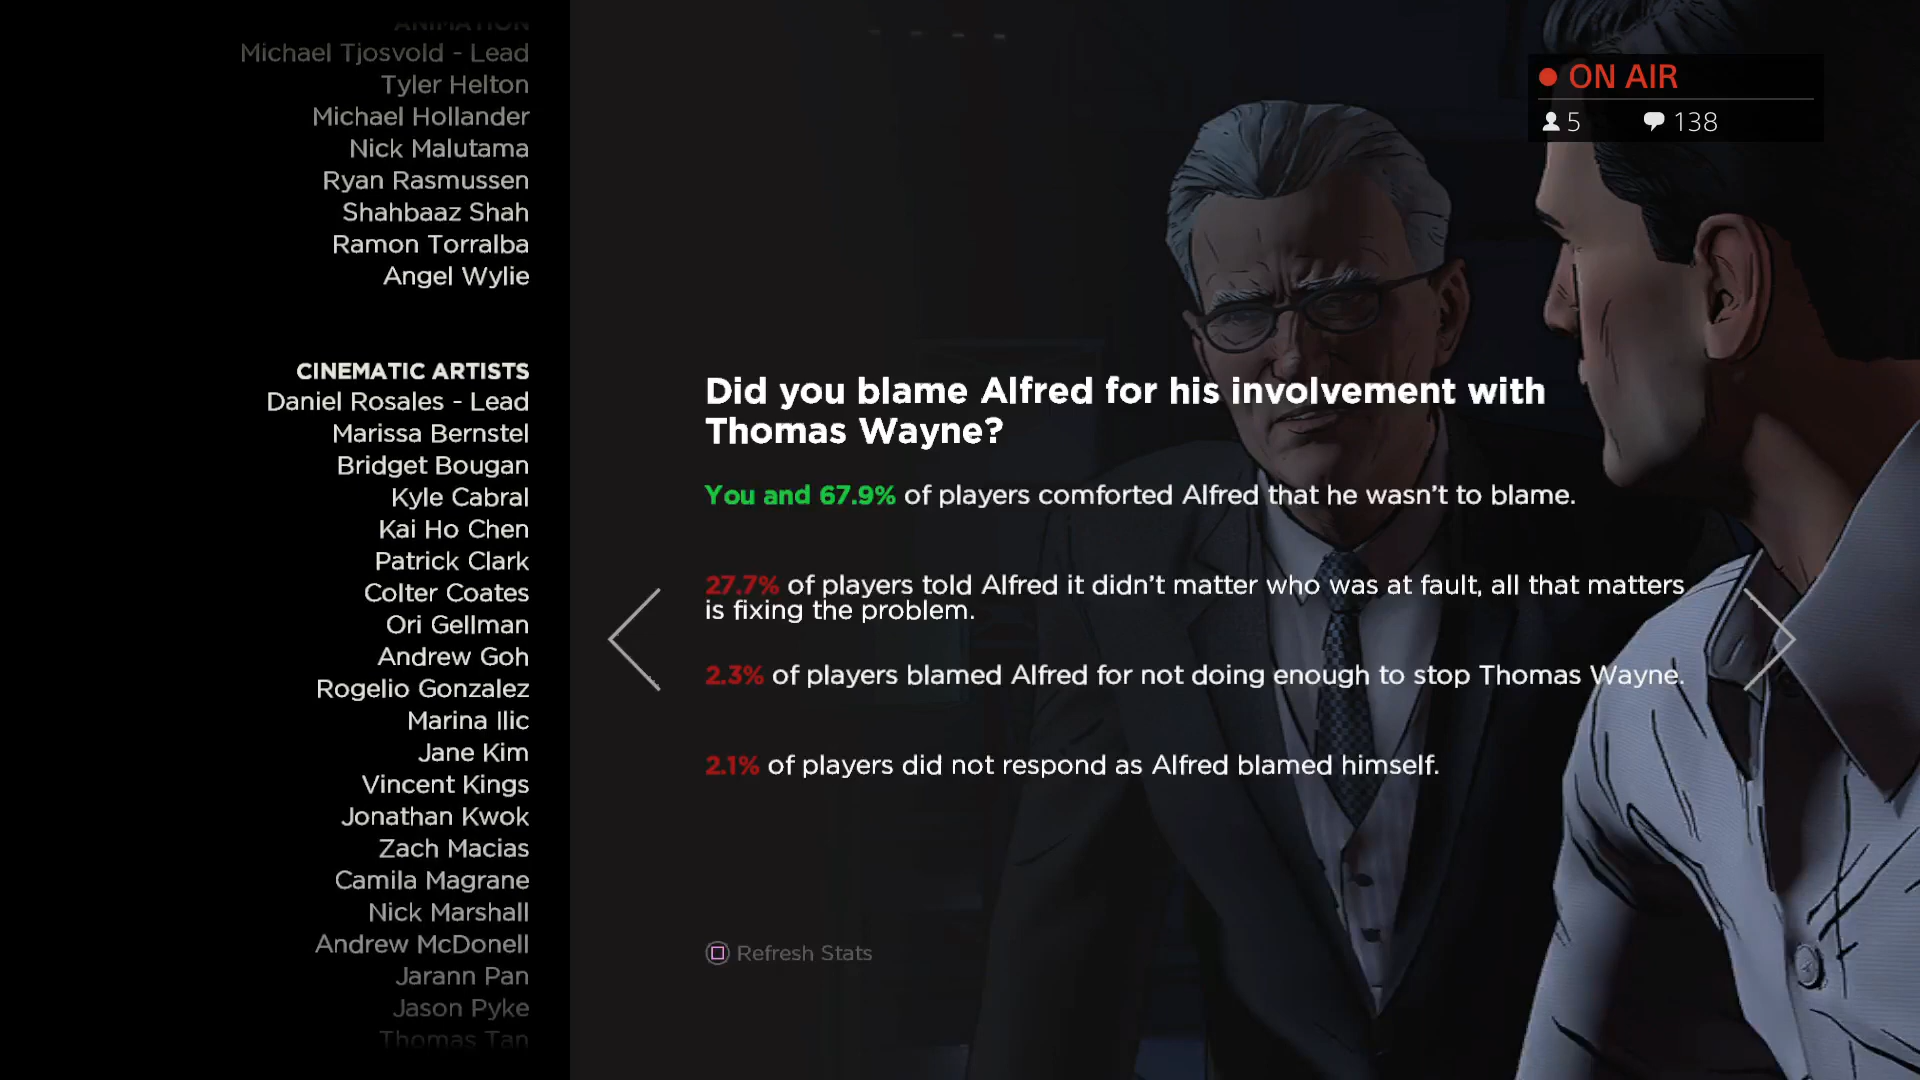 ANIMATION
Michael Tjosvold - Lead
Tyler Helton
Michael Hollander
Nick Malutama
Ryan Rasmussen
Shahbaaz Shah
Ramon Torralba
Angel Wylie
CINEMATIC ARTISTS
Daniel Rosales - Lead
Marissa Bernstel
Bridget Bougan
Kyle Cabral
Kai Ho Chen
Patrick Clark
Colter Coates
Ori Gellman
Andrew Goh
Rogelio Gonzalez
Marina Ilic
Jane Kim
Vincent Kings
Jonathan Kwok
Zach Macias
Camila Magrane
Nick Marshall
Andrew McDonell
Jarann Pan
Jason Pyke
Thomas Tan
ON AIR
5 138
Did you blame Alfred for his involvement with
Thomas Wayne?
You and 67.9% of players comforted Alfred that he wasn't to blame.
27.7% of players told Alfred it didn't matter who was at fault, all that matters
is fixing the problem.
2.3% of players blamed Alfred for not doing enough to stop Thomas Wayne.
2.1% of players did not respond as Alfred blamed himself.
Refresh Stats